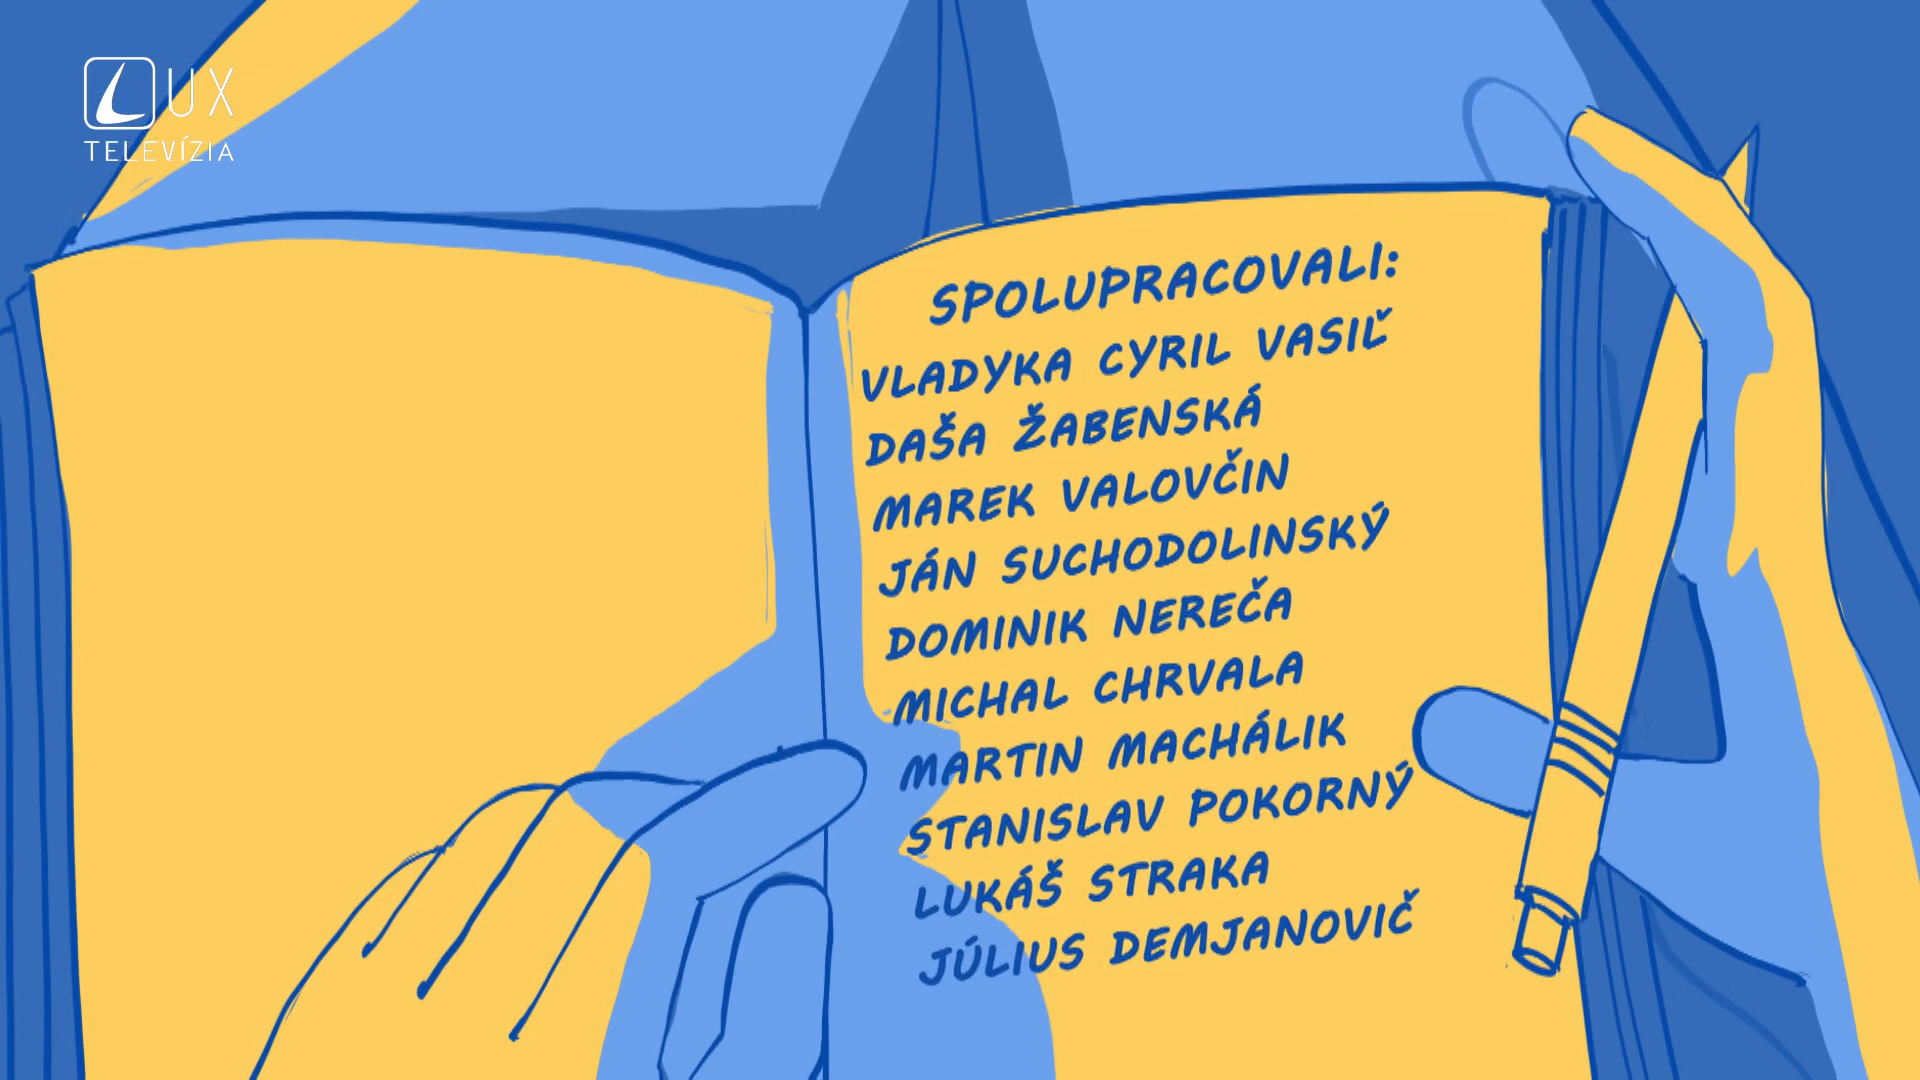 LUX
TELEVÍZIA
SPOLUPRACOVALI:
VLADYKA CYRIL VASIĽ
DAŠA ŽABENSKÁ
MAREK VALOVČIN
JÁN SUCHODOLINSKÝ
DOMINIK NEREČA
MICHAL CHRVALA
MARTIN MACHÁLIK
STANISLAV POKORNÝ
LUKÁŠ STRAKA
JÚLIUS DEMJANOVIČ